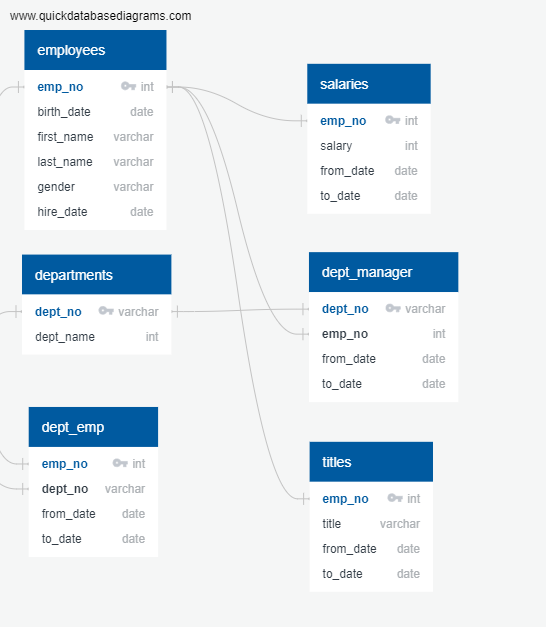 www.quickdatabasediagrams.com
employees
emp_no int
birth_date date
first_name varchar
last_name varchar
gender varchar
hire_date date
salaries
emp_no int
salary int
from_date date
to_date date
departments
dept_no varchar
dept_name int
dept_manager
dept_no varchar
emp_no int
from_date date
to_date date
dept_emp
emp_no int
dept_no varchar
from_date date
to_date date
titles
emp_no int
title varchar
from_date date
to_date date